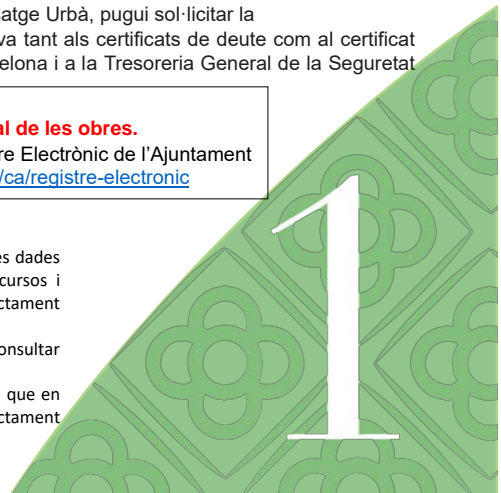 atge Urbà, pugui sol·licitar la
va tant als certificats de deute com al certificat
elona i a la Tresoreria General de la Seguretat
al de les obres.
re Electrònic de l'Ajuntament
/ca/registre-electronic
es dades
cursos i
ctament
onsultar
que en
ctament
1